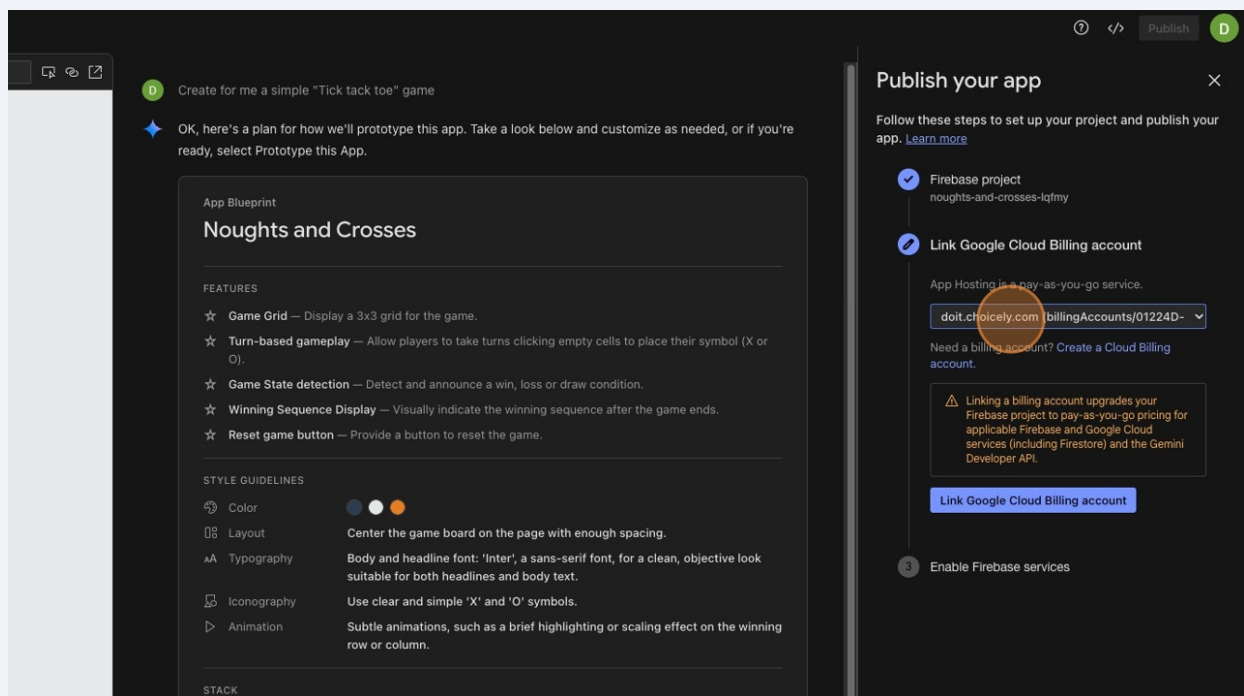 Publish
D
D
Create for me a simple "Tick tack toe" game
OK, here's a plan for how we'll prototype this app. Take a look below and customize as needed, or if you're
ready, select Prototype this App.
App Blueprint
Noughts and Crosses
FEATURES
Game Grid — Display a 3x3 grid for the game.
Turn-based gameplay — Allow players to take turns clicking empty cells to place their symbol (X or
O).
Game State detection — Detect and announce a win, loss or draw condition.
Winning Sequence Display — Visually indicate the winning sequence after the game ends.
Reset game button — Provide a button to reset the game.
STYLE GUIDELINES
Color
Layout
Center the game board on the page with enough spacing.
Typography
Body and headline font: 'Inter', a sans-serif font, for a clean, objective look
suitable for both headlines and body text.
Iconography
Use clear and simple 'X' and 'O' symbols.
Animation
Subtle animations, such as a brief highlighting or scaling effect on the winning
row or column.
STACK
Publish your app
Follow these steps to set up your project and publish your
app. Learn more
Firebase project
noughts-and-crosses-lqfmy
Link Google Cloud Billing account
App Hosting is a pay-as-you-go service.
doit.choicely.com (billingAccounts/01224D-
Need a billing account? Create a Cloud Billing
account.
Linking a billing account upgrades your
Firebase project to pay-as-you-go pricing for
applicable Firebase and Google Cloud
services (including Firestore) and the Gemini
Developer API.
Link Google Cloud Billing account
3
Enable Firebase services